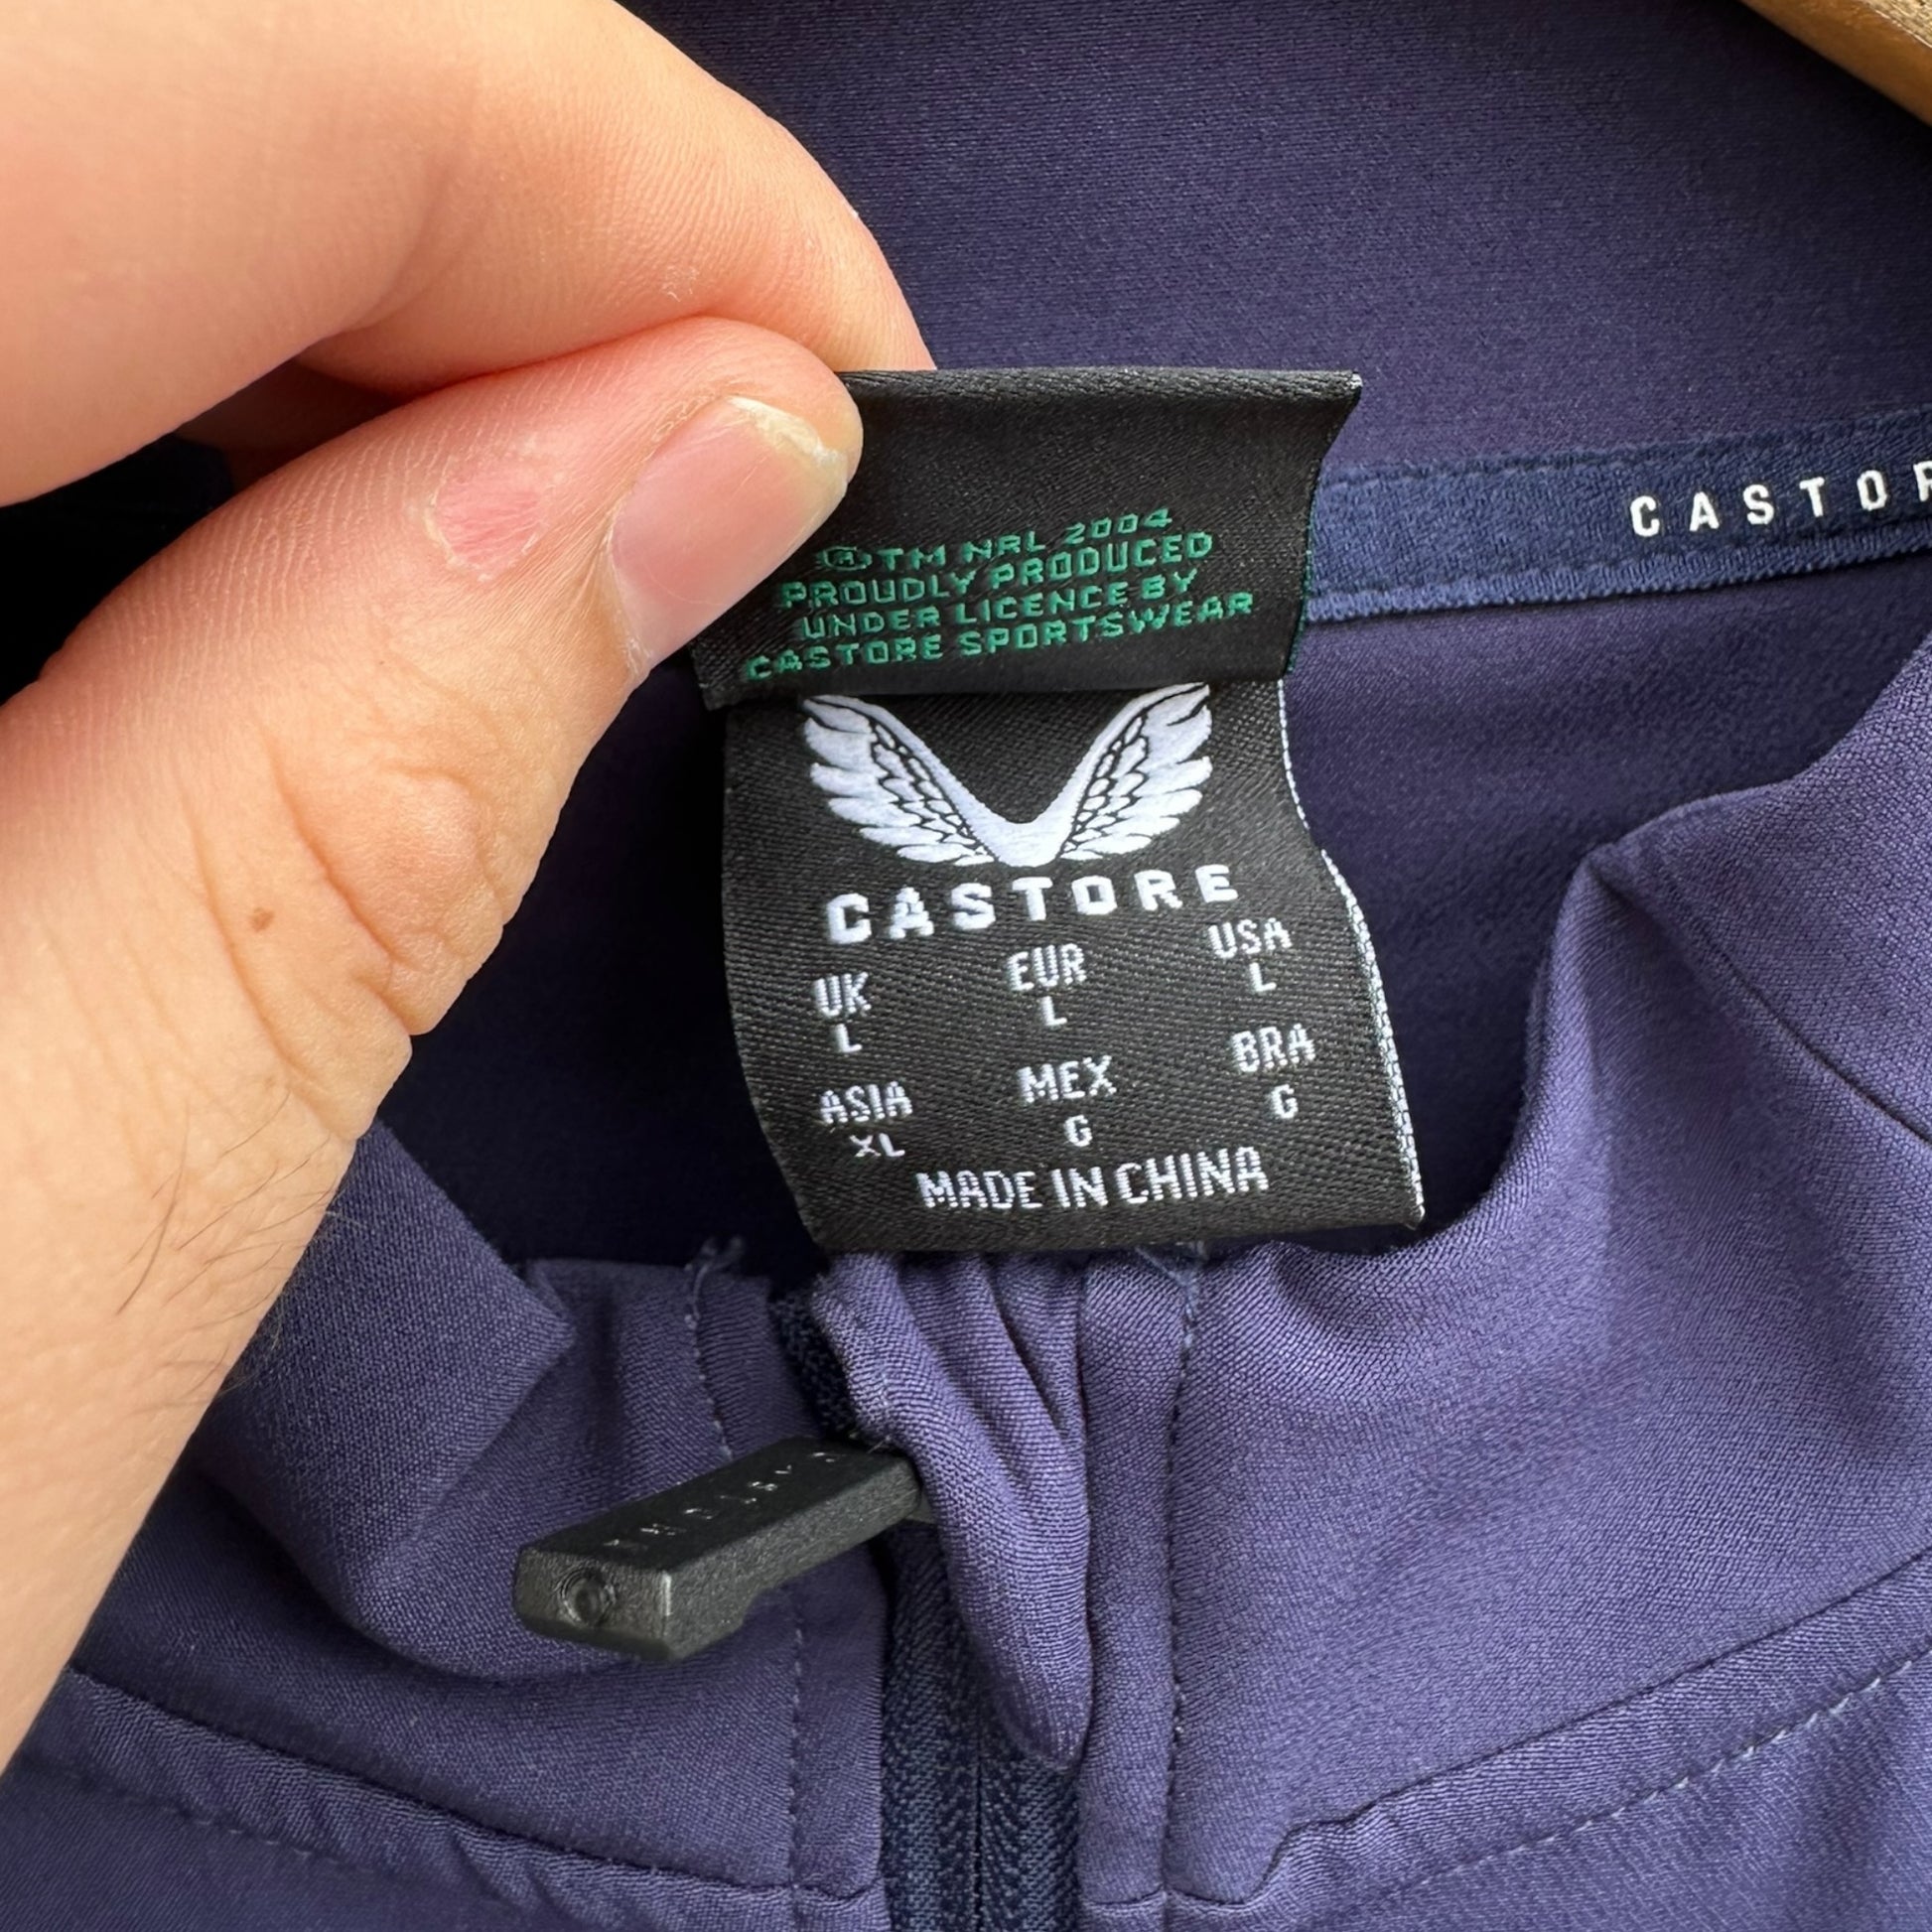 ®TM NRL 2004
PROUDLY PRODUCED
UNDER LICENCE BY
CASTORE SPORTSWEAR
CASTOR
CASTORE
UK EUR USA
L L L
ASIA MEX BRA
XL G G
MADE IN CHINA